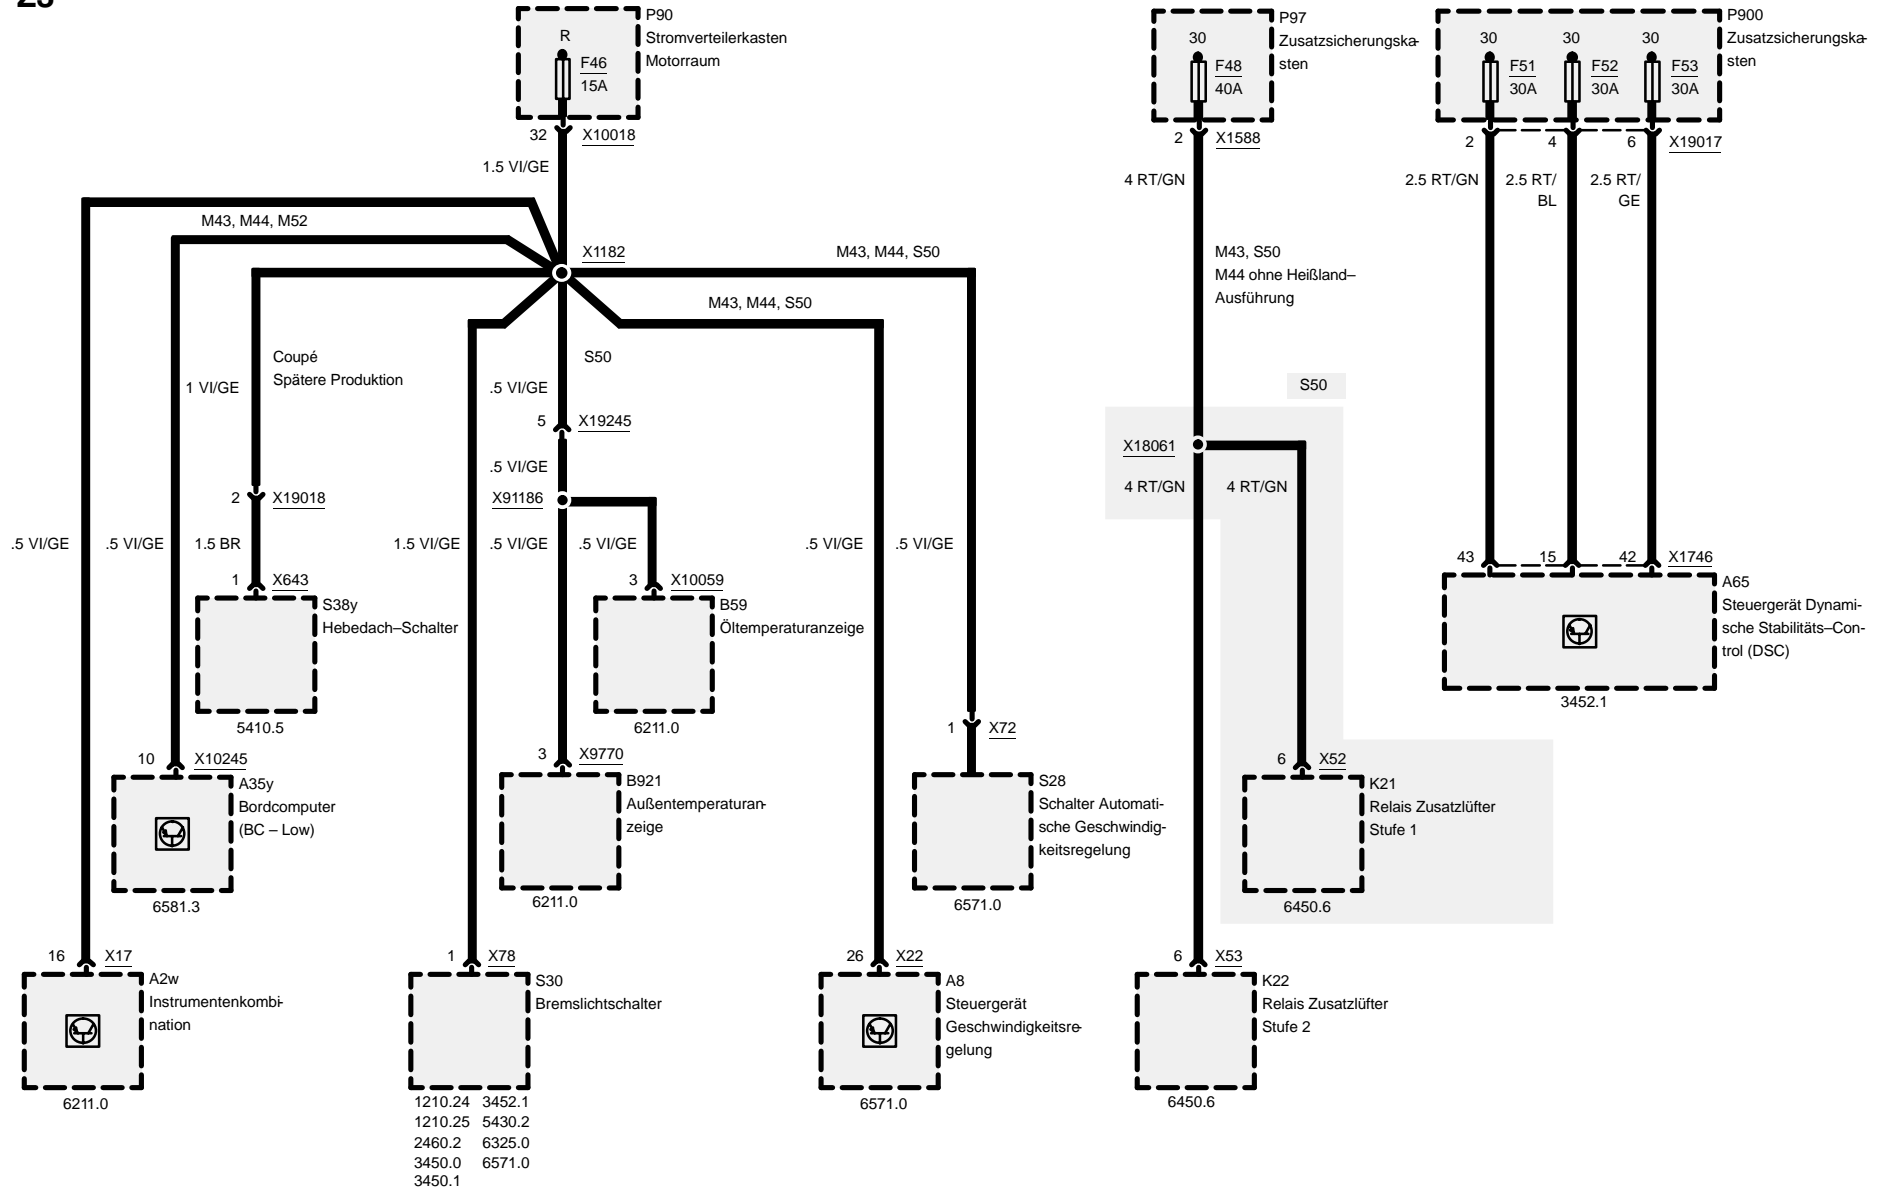 P90
Stromverteilerkasten
Motorraum
R
F46
15A
32
X10018
1.5 VI/GE
P97
Zusatzsicherungska-
sten
30
F48
40A
2
X1588
4 RT/GN
P900
Zusatzsicherungska-
sten
30
F51
30A
30
F52
30A
30
F53
30A
2
4
6
X19017
2.5 RT/GN
2.5 RT/
BL
2.5 RT/
GE
M43, M44, M52
X1182
M43, M44, S50
M43, M44, S50
M43, S50
M44 ohne Heißland–
Ausführung
Coupé
Spätere Produktion
S50
1 VI/GE
.5 VI/GE
5
X19245
.5 VI/GE
X91186
S50
X18061
4 RT/GN
4 RT/GN
2
X19018
.5 VI/GE
.5 VI/GE
1.5 BR
1.5 VI/GE
.5 VI/GE
.5 VI/GE
.5 VI/GE
.5 VI/GE
43
15
42
X1746
A65
Steuergerät Dynami-
sche Stabilitäts–Con-
trol (DSC)
3452.1
1
X643
S38y
Hebedach–Schalter
5410.5
3
X10059
B59
Öltemperaturanzeige
6211.0
1
X72
S28
Schalter Automati-
sche Geschwindig-
keitsregelung
6571.0
10
X10245
A35y
Bordcomputer
(BC – Low)
6581.3
3
X9770
B921
Außentemperaturan-
zeige
6211.0
6
X52
K21
Relais Zusatzlüfter
Stufe 1
6450.6
16
X17
A2w
Instrumentenkombi-
nation
6211.0
1
X78
S30
Bremslichtschalter
1210.24 3452.1
1210.25 5430.2
2460.2 6325.0
3450.0 6571.0
3450.1
26
X22
A8
Steuergerät
Geschwindigkeitsre-
gelung
6571.0
6
X53
K22
Relais Zusatzlüfter
Stufe 2
6450.6